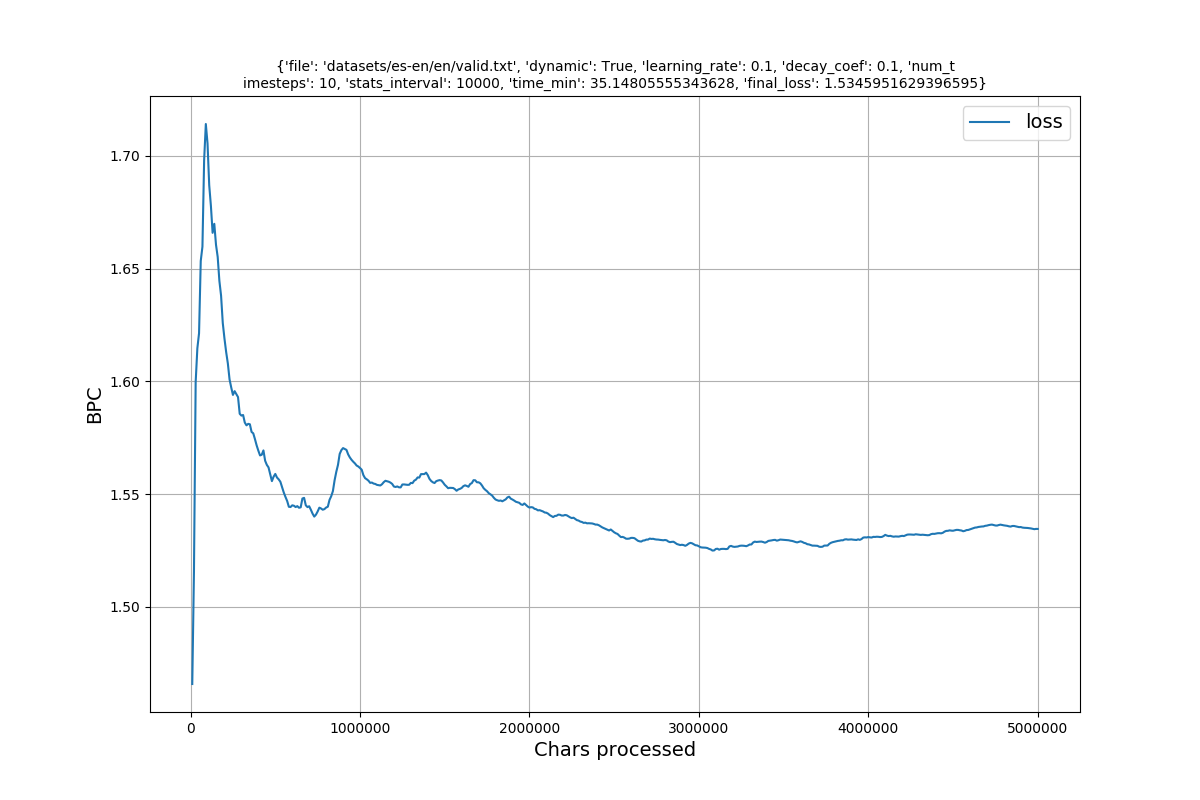 {'file': 'datasets/es-en/en/valid.txt', 'dynamic': True, 'learning_rate': 0.1, 'decay_coef': 0.1, 'num_t
imesteps': 10, 'stats_interval': 10000, 'time_min': 35.14805555343628, 'final_loss': 1.5345951629396595}
loss
1.70
1.65
1.60
1.55
1.50
BPC
0 1000000 2000000 3000000 4000000 5000000
Chars processed